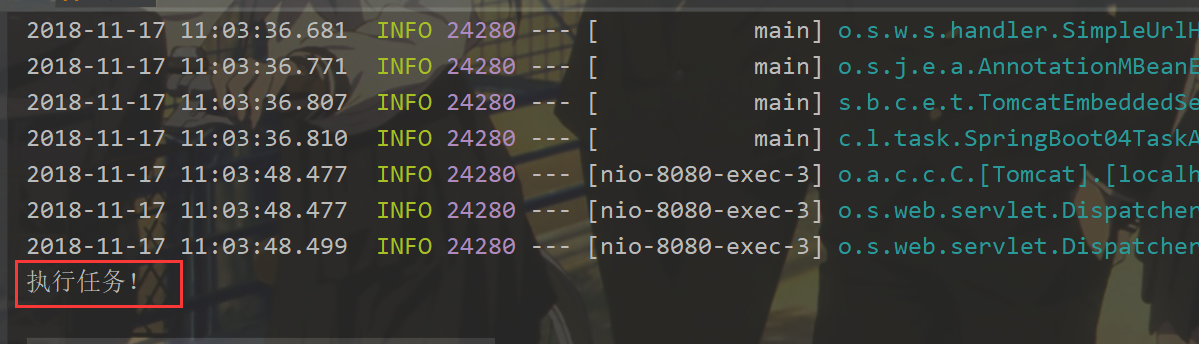 2018-11-17 11:03:36.681  INFO 24280 --- [           main] o.s.w.s.handler.SimpleUrlH
2018-11-17 11:03:36.771  INFO 24280 --- [           main] o.s.j.e.a.AnnotationMBeanE
2018-11-17 11:03:36.807  INFO 24280 --- [           main] s.b.c.e.t.TomcatEmbeddedSe
2018-11-17 11:03:36.810  INFO 24280 --- [           main] c.l.task.SpringBoot04TaskA
2018-11-17 11:03:48.477  INFO 24280 --- [nio-8080-exec-3] o.a.c.c.C.[Tomcat].[localh
2018-11-17 11:03:48.477  INFO 24280 --- [nio-8080-exec-3] o.s.web.servlet.Dispatcher
2018-11-17 11:03:48.499  INFO 24280 --- [nio-8080-exec-3] o.s.web.servlet.Dispatcher
执行任务!